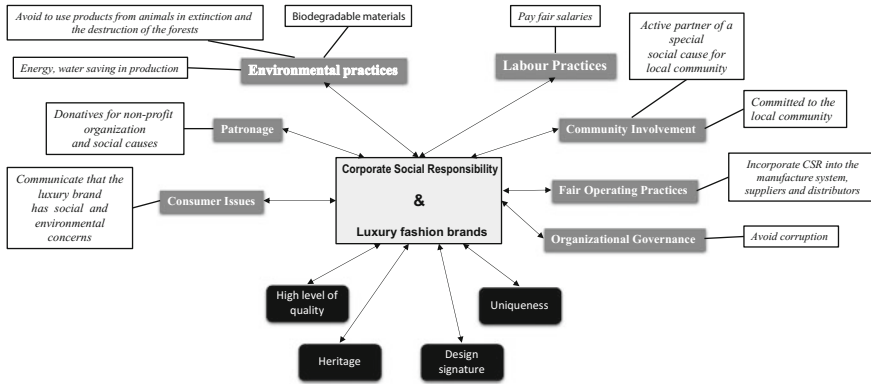 Avoid to use products from animals in extinction and
the destruction of the forests
Biodegradable materials
Pay fair salaries
Active partner of a
special
social cause for
local community
Energy, water saving in production
Environmental practices
Labour Practices
Donatives for non-profit
organization
and social causes
Patronage
Community Involvement
Committed to the
local community
Corporate Social Responsibility
&
Luxury fashion brands
Communicate that the
luxury brand
has social and
environmental
concerns
Consumer Issues
Fair Operating Practices
Incorporate CSR into the
manufacture system,
suppliers and distributors
Organizational Governance
Avoid corruption
High level of
quality
Uniqueness
Heritage
Design
signature